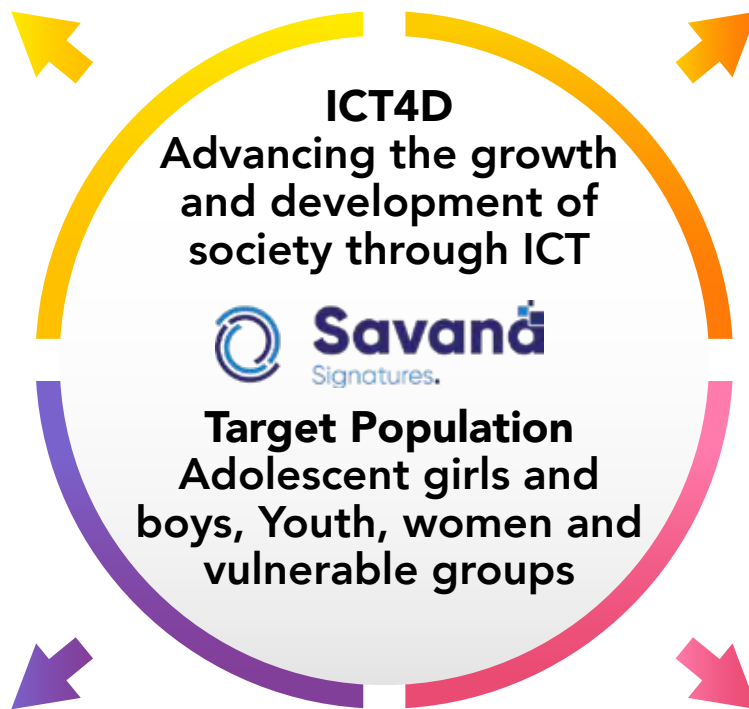 ICT4D
Advancing the growth
and development of
society through ICT
Savana
Signatures.
Target Population
Adolescent girls and
boys, Youth, women and
vulnerable groups